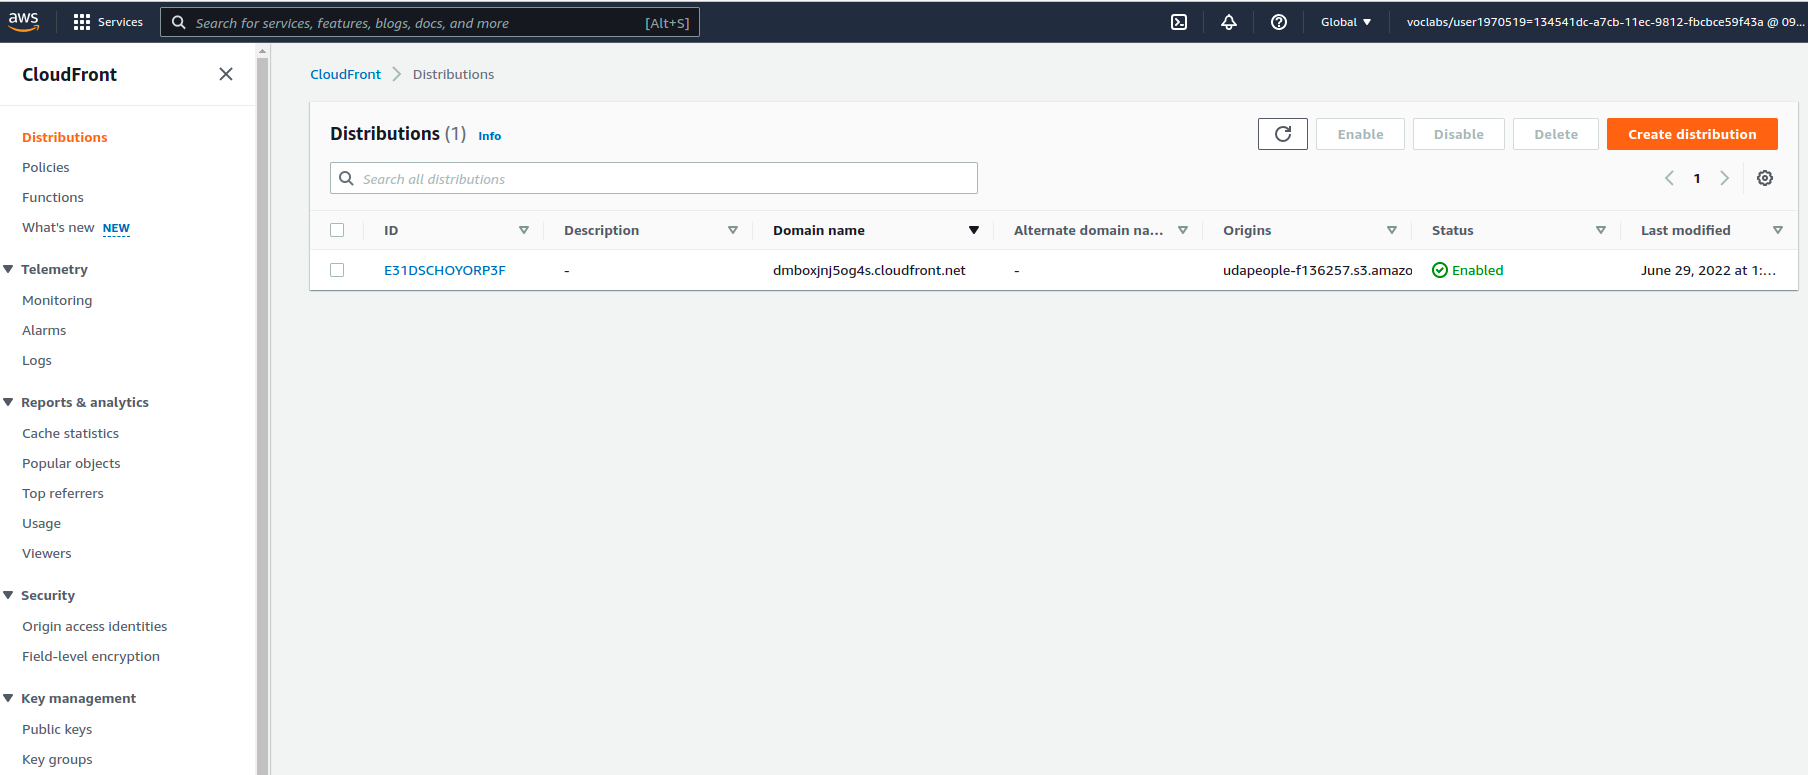 aws Services Search for services, features, blogs, docs, and more [Alt+S] Global voclabs/user1970519=134541dc-a7cb-11ec-9812-fbcbce59f43a @ 09...
CloudFront
Distributions
Policies
Functions
What's new NEW
Telemetry
Monitoring
Alarms
Logs
Reports & analytics
Cache statistics
Popular objects
Top referrers
Usage
Viewers
Security
Origin access identities
Field-level encryption
Key management
Public keys
Key groups
CloudFront Distributions
Distributions (1) Info Enable Disable Delete Create distribution
Search all distributions 1
ID Description Domain name Alternate domain na... Origins Status Last modified
E31DSCHOYORP3F - dmboxjnj5og4s.cloudfront.net - udapeople-f136257.s3.amazo Enabled June 29, 2022 at 1:...